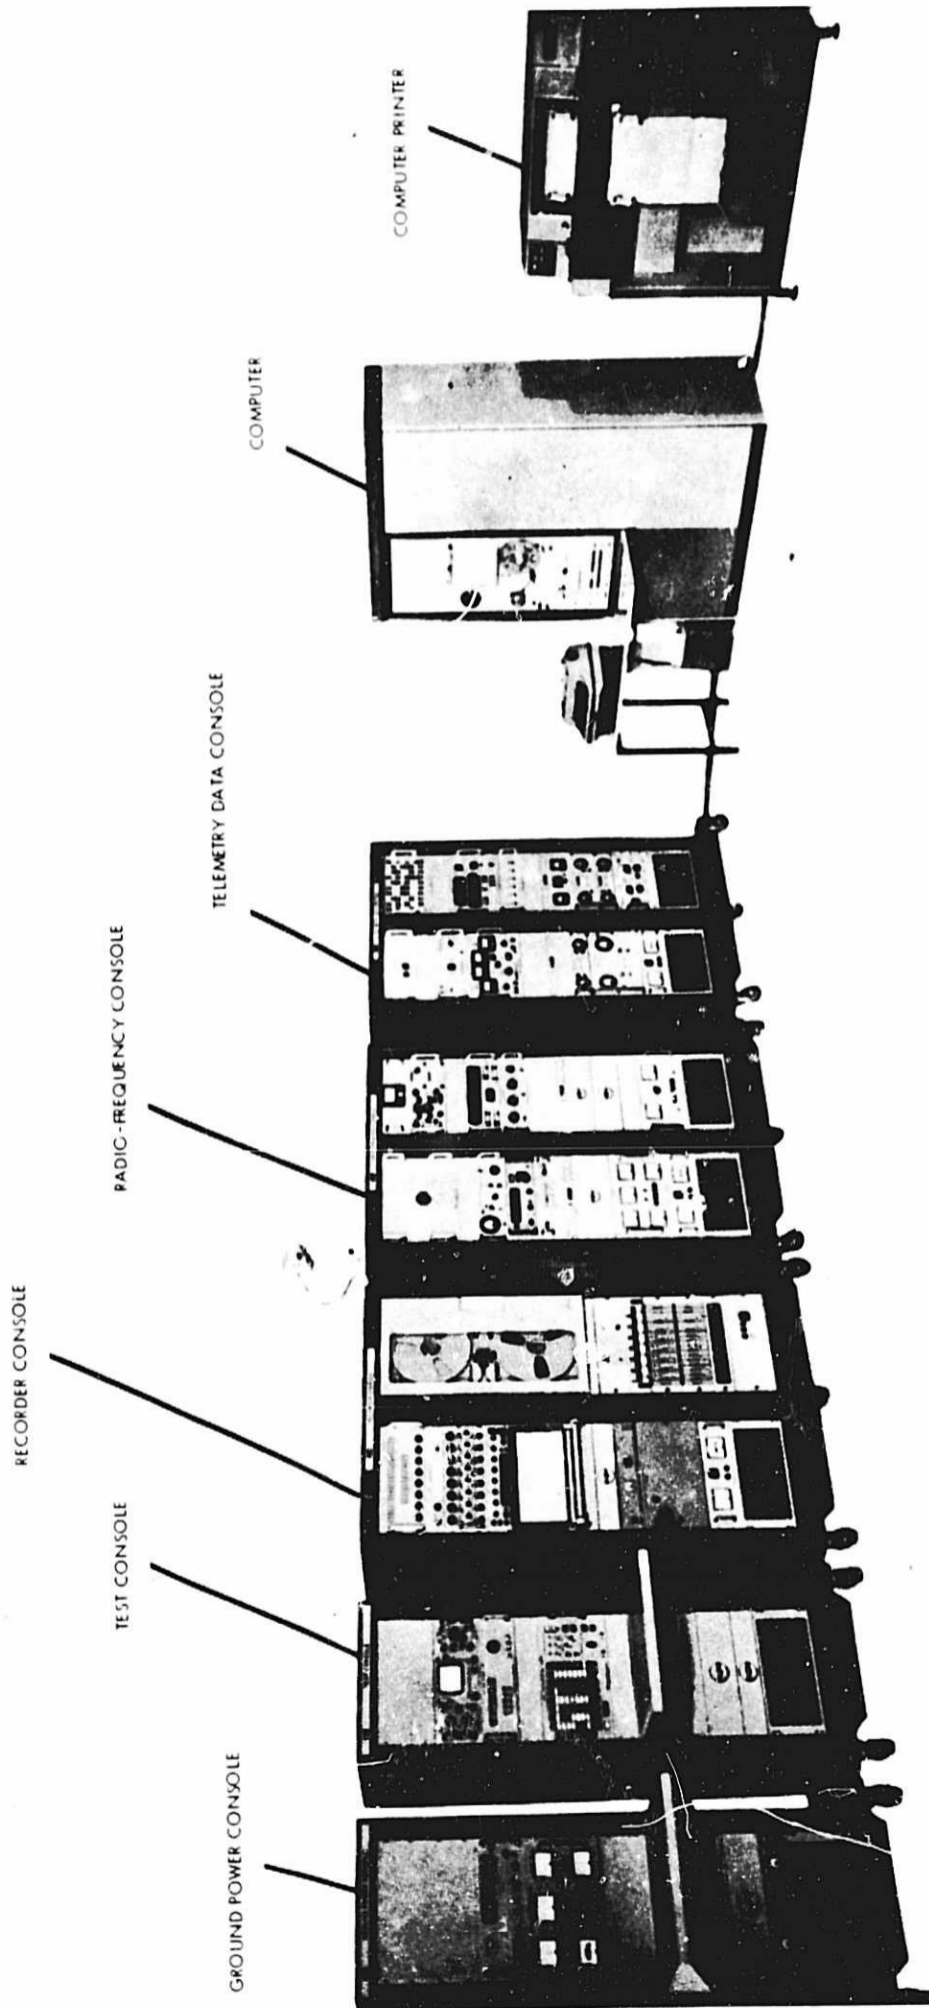 GROUND POWER CONSOLE
TEST CONSOLE
RECORDER CONSOLE
RADIO-FREQUENCY CONSOLE
TELEMETRY DATA CONSOLE
COMPUTER
COMPUTER PRINTER